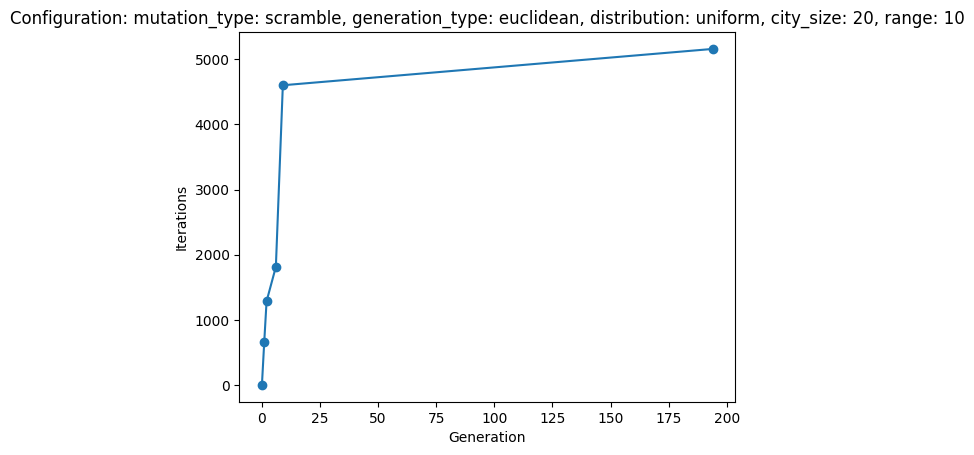 Configuration: mutation_type: scramble, generation_type: euclidean, distribution: uniform, city_size: 20, range: 10
5000
4000
3000
2000
1000
0
Iterations
0 25 50 75 100 125 150 175 200
Generation